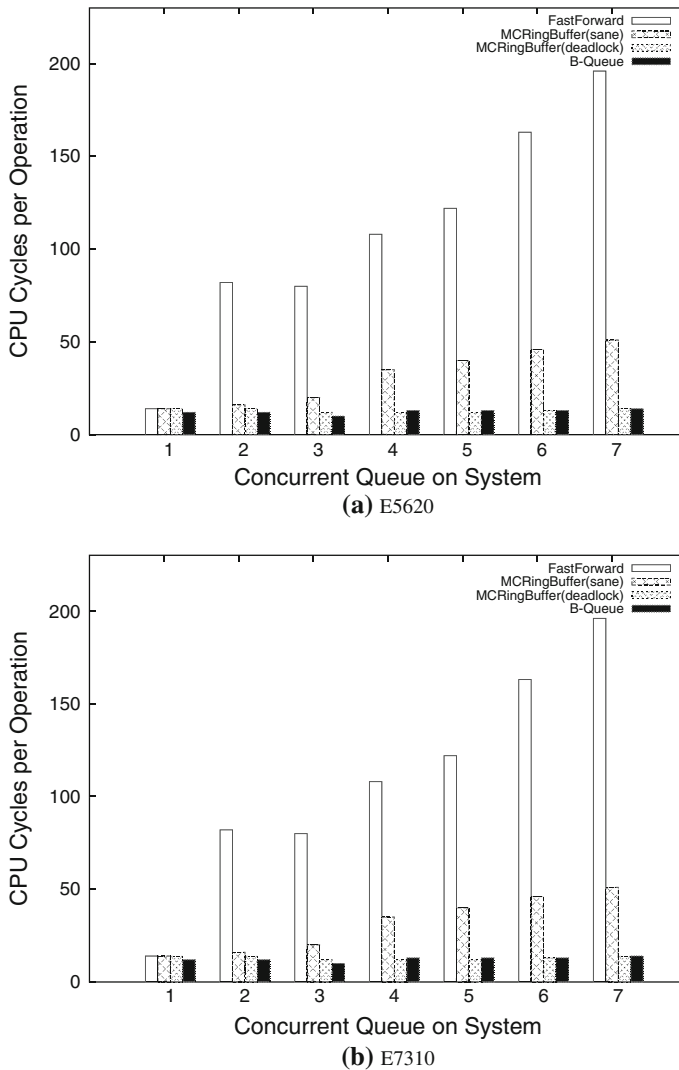 FastForward
MCRingBuffer(sane)
MCRingBuffer(deadlock)
B-Queue
CPU Cycles per Operation
200
150
100
50
0
1 2 3 4 5 6 7
Concurrent Queue on System
(a) E5620
FastForward
MCRingBuffer(sane)
MCRingBuffer(deadlock)
B-Queue
CPU Cycles per Operation
200
150
100
50
0
1 2 3 4 5 6 7
Concurrent Queue on System
(b) E7310